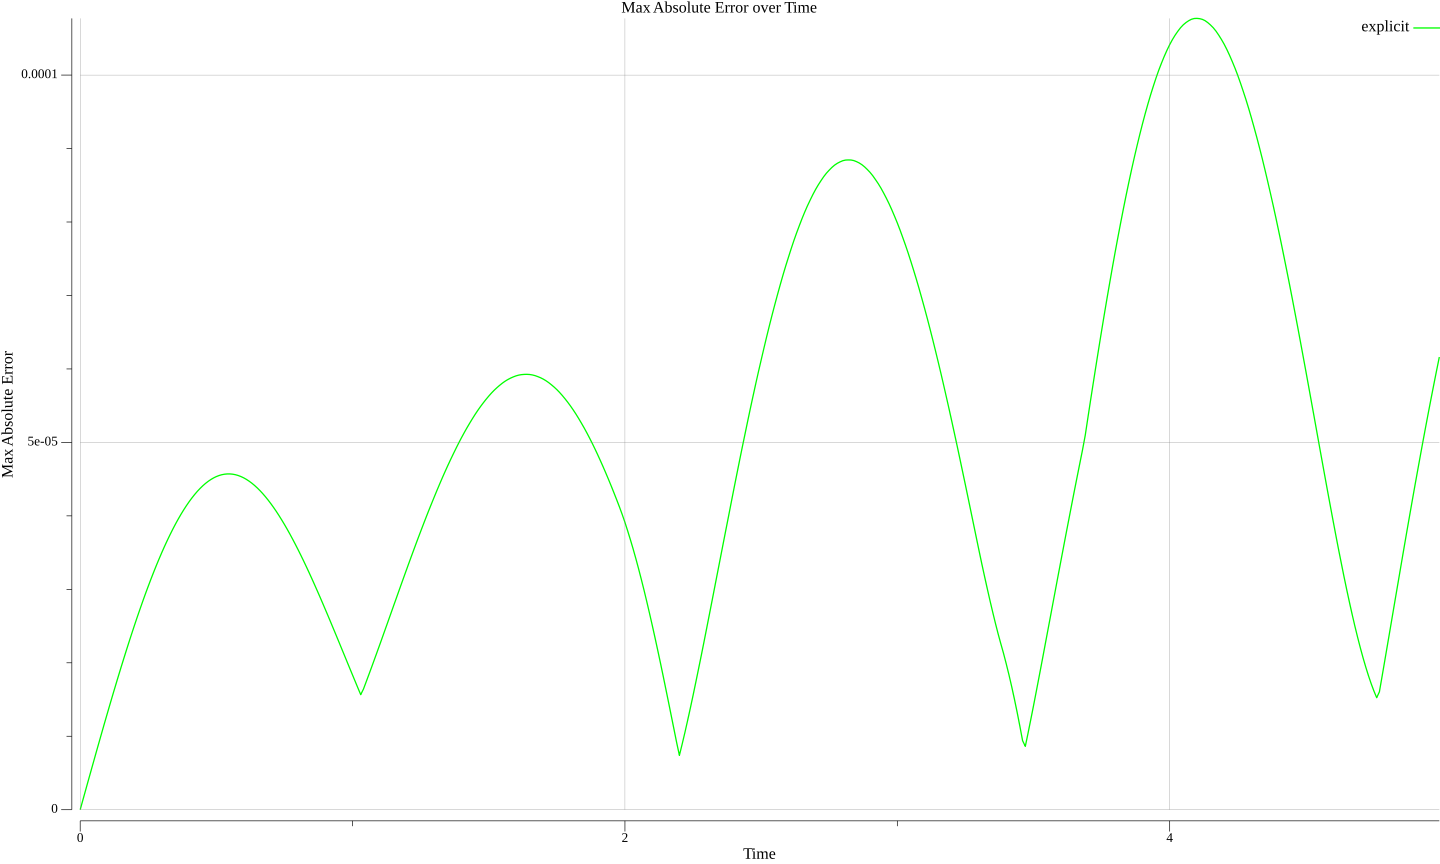 Max Absolute Error over Time
explicit
0.0001
5e-05
0
Max Absolute Error
0
2
4
Time